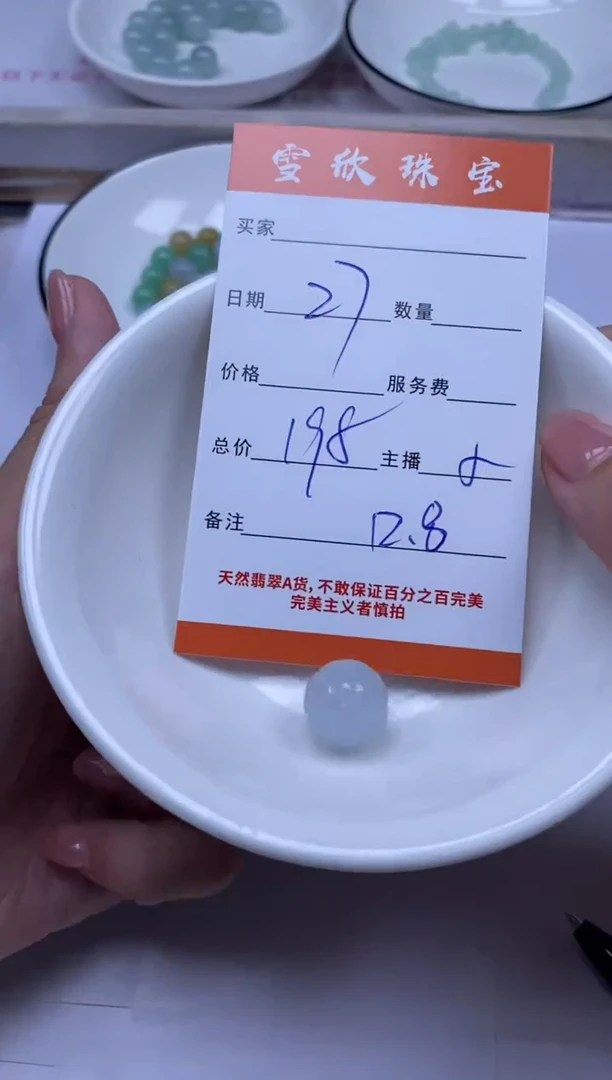 雪欣珠宝
买家
日期 27 数量
价格 服务费
总价 198 主播
备注 12.8
天然翡翠A货,不敢保证百分之百完美
完美主义者慎拍